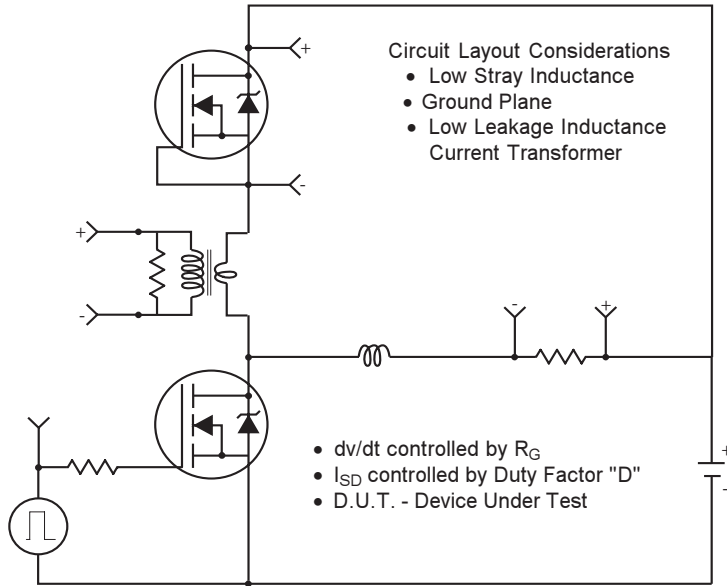 +
Circuit Layout Considerations
• Low Stray Inductance
• Ground Plane
• Low Leakage Inductance
Current Transformer
-
+
-
-
+
• dv/dt controlled by RG
• ISD controlled by Duty Factor "D"
• D.U.T. - Device Under Test
+
-